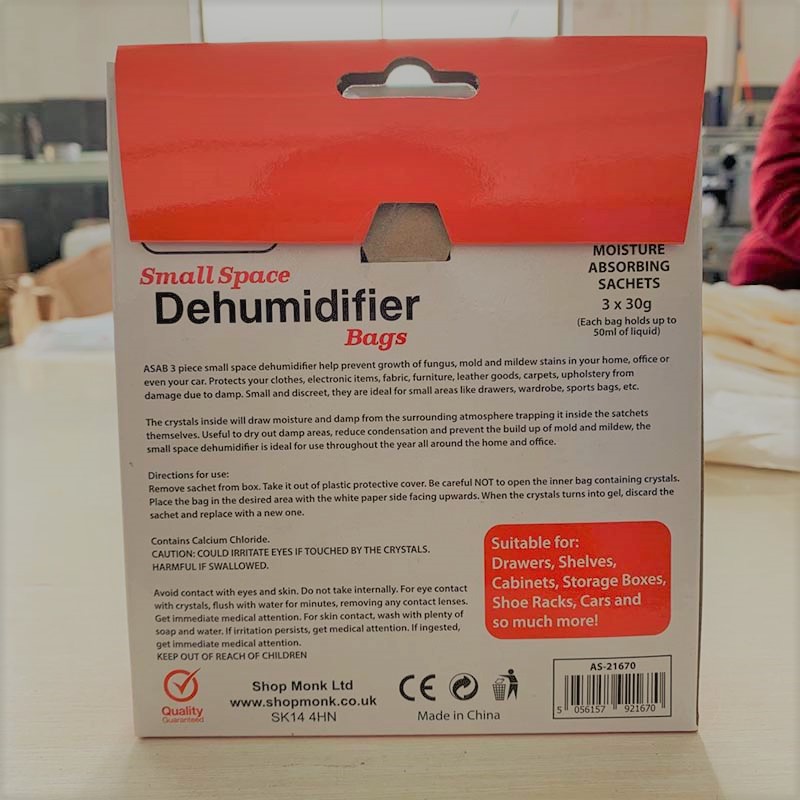 MOISTURE
ABSORBING
SACHETS
3 x 30g
(Each bag holds up to
50ml of liquid)
Small Space
Dehumidifier
Bags
ASAB 3 piece small space dehumidifier help prevent growth of fungus, mold and mildew stains in your home, office or
even your car. Protects your clothes, electronic items, fabric, furniture, leather goods, carpets, upholstery from
damage due to damp. Small and discreet, they are ideal for small areas like drawers, wardrobe, sports bags, etc.
The crystals inside will draw moisture and damp from the surrounding atmosphere trapping it inside the satchets
themselves. Useful to dry out damp areas, reduce condensation and prevent the build up of mold and mildew, the
small space dehumidifier is ideal for use throughout the year all around the home and office.
Directions for use:
Remove sachet from box. Take it out of plastic protective cover. Be careful NOT to open the inner bag containing crystals.
Place the bag in the desired area with the white paper side facing upwards. When the crystals turns into gel, discard the
sachet and replace with a new one.
Contains Calcium Chloride.
CAUTION: COULD IRRITATE EYES IF TOUCHED BY THE CRYSTALS.
HARMFUL IF SWALLOWED.
Avoid contact with eyes and skin. Do not take internally. For eye contact
with crystals, flush with water for minutes, removing any contact lenses.
Get immediate medical attention. For skin contact, wash with plenty of
soap and water. If irritation persists, get medical attention. If ingested,
get immediate medical attention.
KEEP OUT OF REACH OF CHILDREN
Suitable for:
Drawers, Shelves,
Cabinets, Storage Boxes,
Shoe Racks, Cars and
so much more!
Quality
Guaranteed
Shop Monk Ltd
www.shopmonk.co.uk
SK14 4HN
CE
Made in China
AS-21670
5 056157 921670